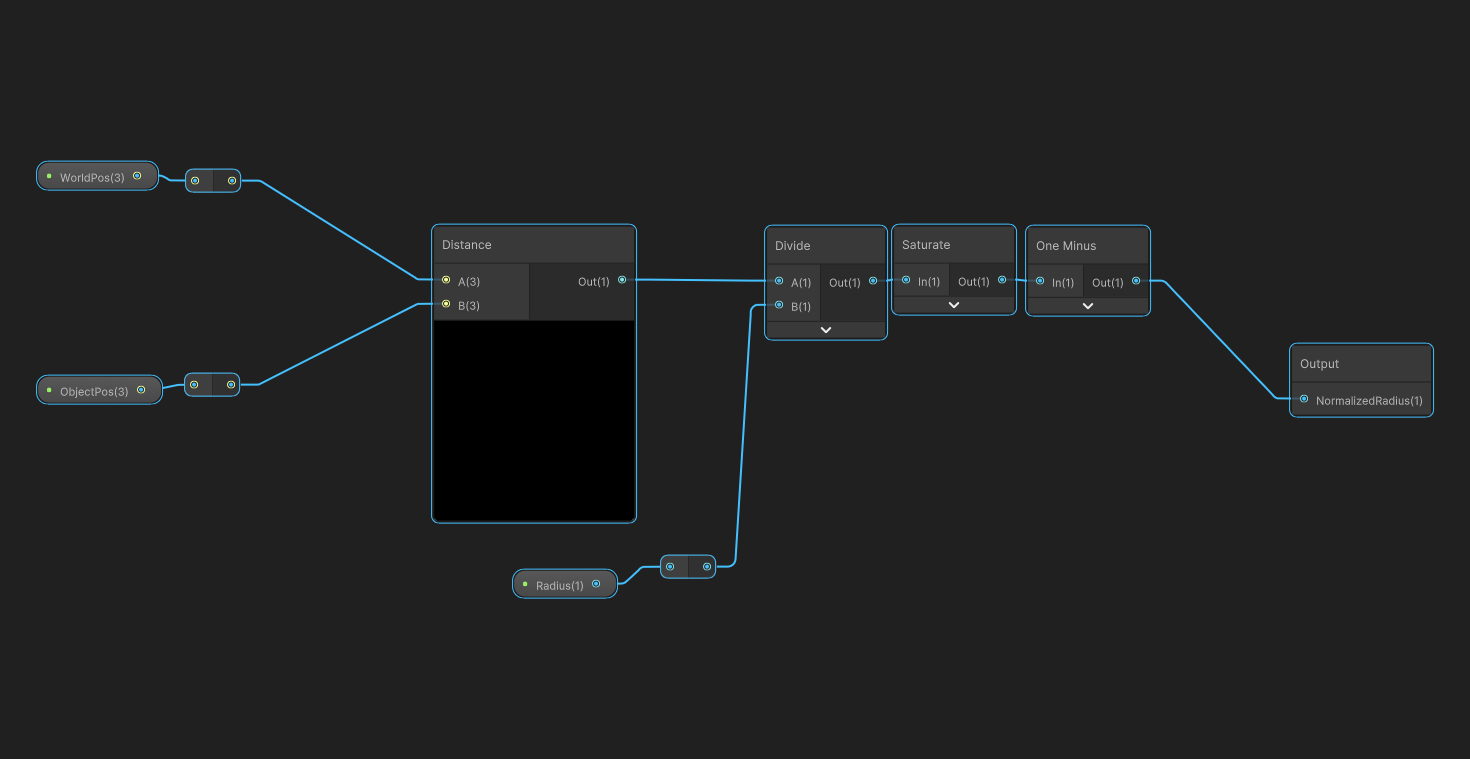 WorldPos(3)
ObjectPos(3)
Distance
A(3)
Out(1)
B(3)
Radius(1)
Divide
A(1)
Out(1)
B(1)
Saturate
In(1)
Out(1)
One Minus
In(1)
Out(1)
Output
NormalizedRadius(1)